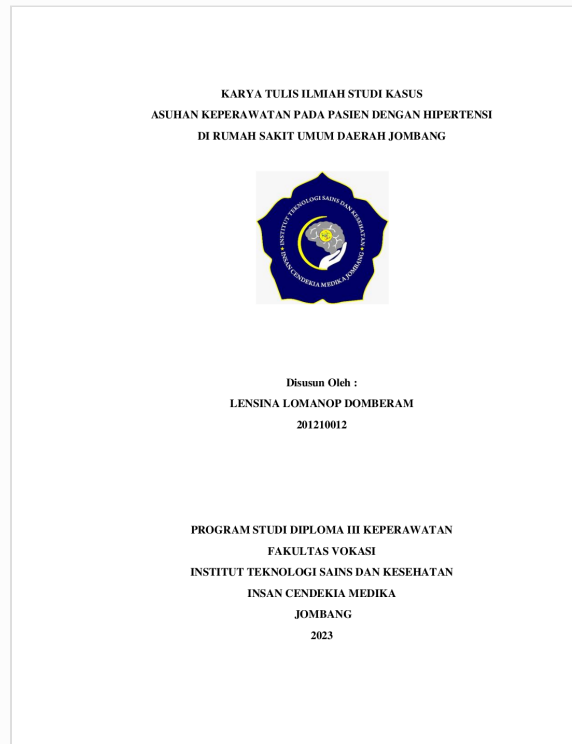 KARYA TULIS ILMIAH STUDI KASUS
ASUHAN KEPERAWATAN PADA PASIEN DENGAN HIPERTENSI
DI RUMAH SAKIT UMUM DAERAH JOMBANG
INSTITUT TEKNOLOGI SAINS DAN KESEHATAN
INSAN CENDEKIA MEDIKA JOMBANG
Disusun Oleh :
LENSINA LOMANOP DOMBERAM
201210012
PROGRAM STUDI DIPLOMA III KEPERAWATAN
FAKULTAS VOKASI
INSTITUT TEKNOLOGI SAINS DAN KESEHATAN
INSAN CENDEKIA MEDIKA
JOMBANG
2023